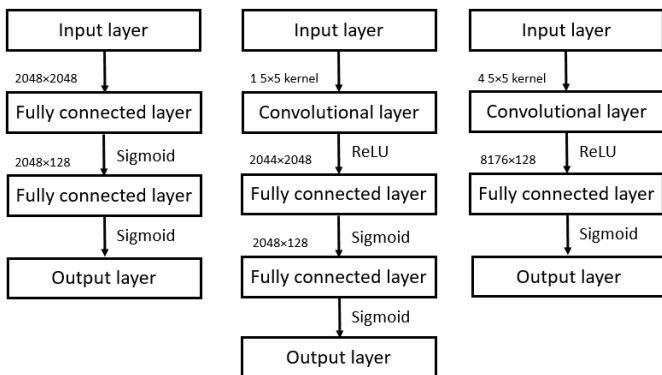 Input layer
2048×2048
Fully connected layer
Sigmoid
2048×128
Fully connected layer
Sigmoid
Output layer
Input layer
1 5×5 kernel
Convolutional layer
ReLU
2044×2048
Fully connected layer
Sigmoid
2048×128
Fully connected layer
Sigmoid
Output layer
Input layer
4 5×5 kernel
Convolutional layer
ReLU
8176×128
Fully connected layer
Sigmoid
Output layer